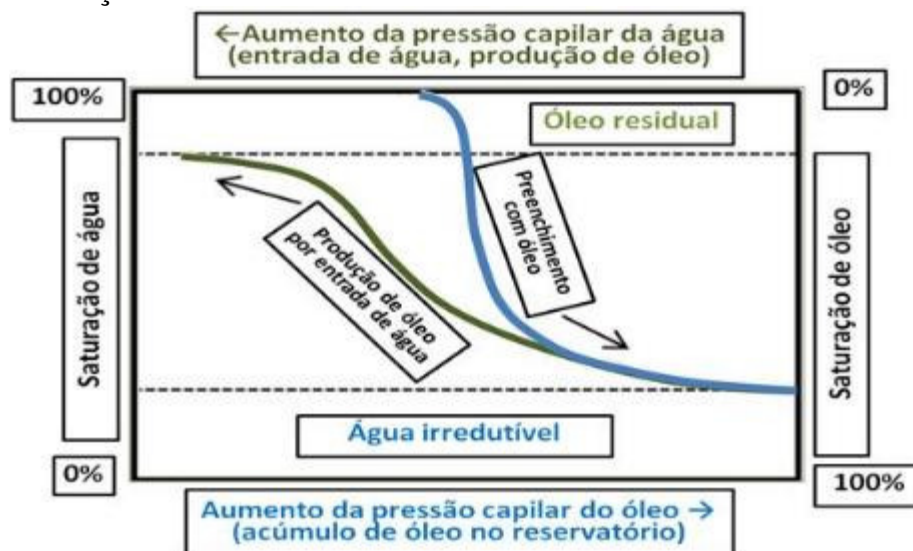 ←Aumento da pressão capilar da água
(entrada de água, produção de óleo)
100%
0%
Óleo residual
Saturação de água
Produção de óleo
por entrada de
água
Preenchimento
com óleo
Saturação de óleo
Água irredutível
0%
100%
Aumento da pressão capilar do óleo →
(acúmulo de óleo no reservatório)